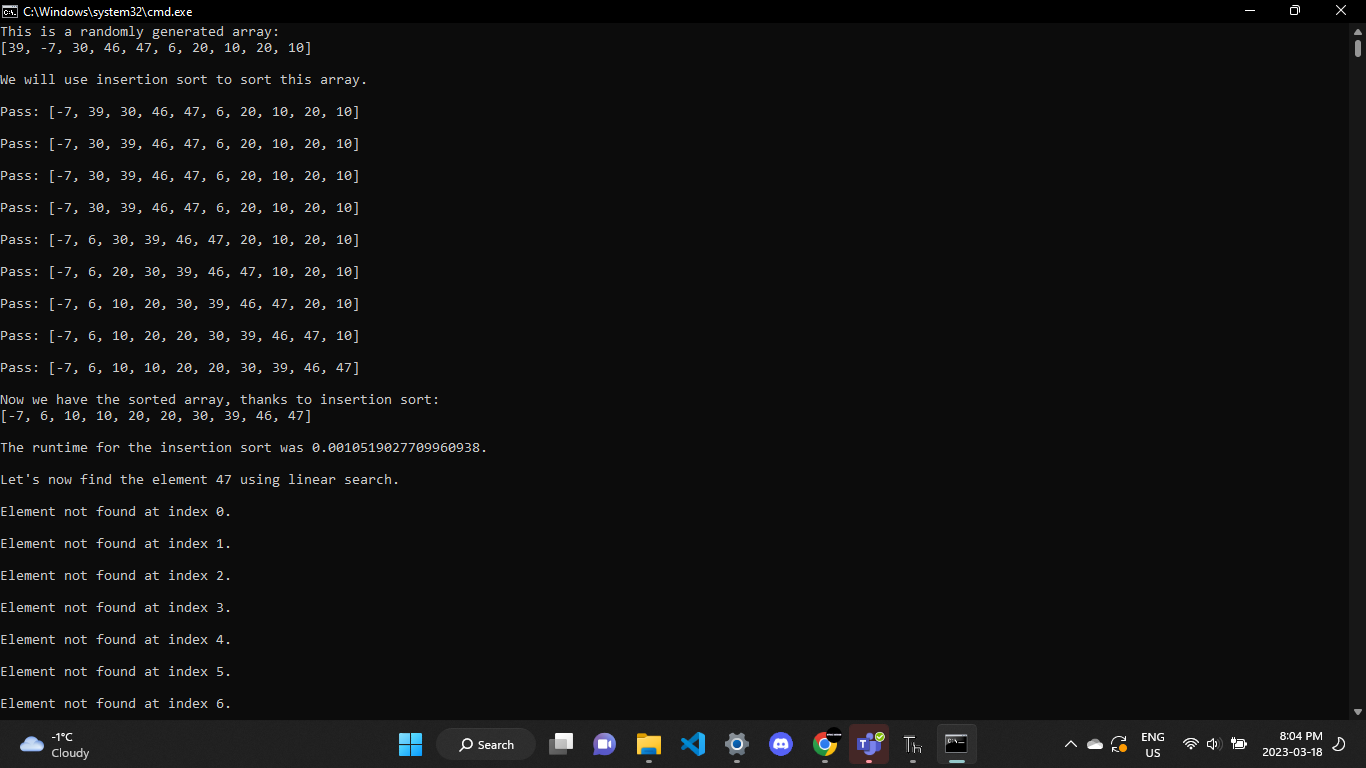 C:\Windows\system32\cmd.exe
This is a randomly generated array:
[39, -7, 30, 46, 47, 6, 20, 10, 20, 10]
We will use insertion sort to sort this array.
Pass: [-7, 39, 30, 46, 47, 6, 20, 10, 20, 10]
Pass: [-7, 30, 39, 46, 47, 6, 20, 10, 20, 10]
Pass: [-7, 30, 39, 46, 47, 6, 20, 10, 20, 10]
Pass: [-7, 30, 39, 46, 47, 6, 20, 10, 20, 10]
Pass: [-7, 6, 30, 39, 46, 47, 20, 10, 20, 10]
Pass: [-7, 6, 20, 30, 39, 46, 47, 10, 20, 10]
Pass: [-7, 6, 10, 20, 30, 39, 46, 47, 20, 10]
Pass: [-7, 6, 10, 20, 20, 30, 39, 46, 47, 10]
Pass: [-7, 6, 10, 10, 20, 20, 30, 39, 46, 47]
Now we have the sorted array, thanks to insertion sort:
[-7, 6, 10, 10, 20, 20, 30, 39, 46, 47]
The runtime for the insertion sort was 0.0010519027709960938.
Let's now find the element 47 using linear search.
Element not found at index 0.
Element not found at index 1.
Element not found at index 2.
Element not found at index 3.
Element not found at index 4.
Element not found at index 5.
Element not found at index 6.
-1°C
Cloudy
Search
ENG
US
8:04 PM
2023-03-18